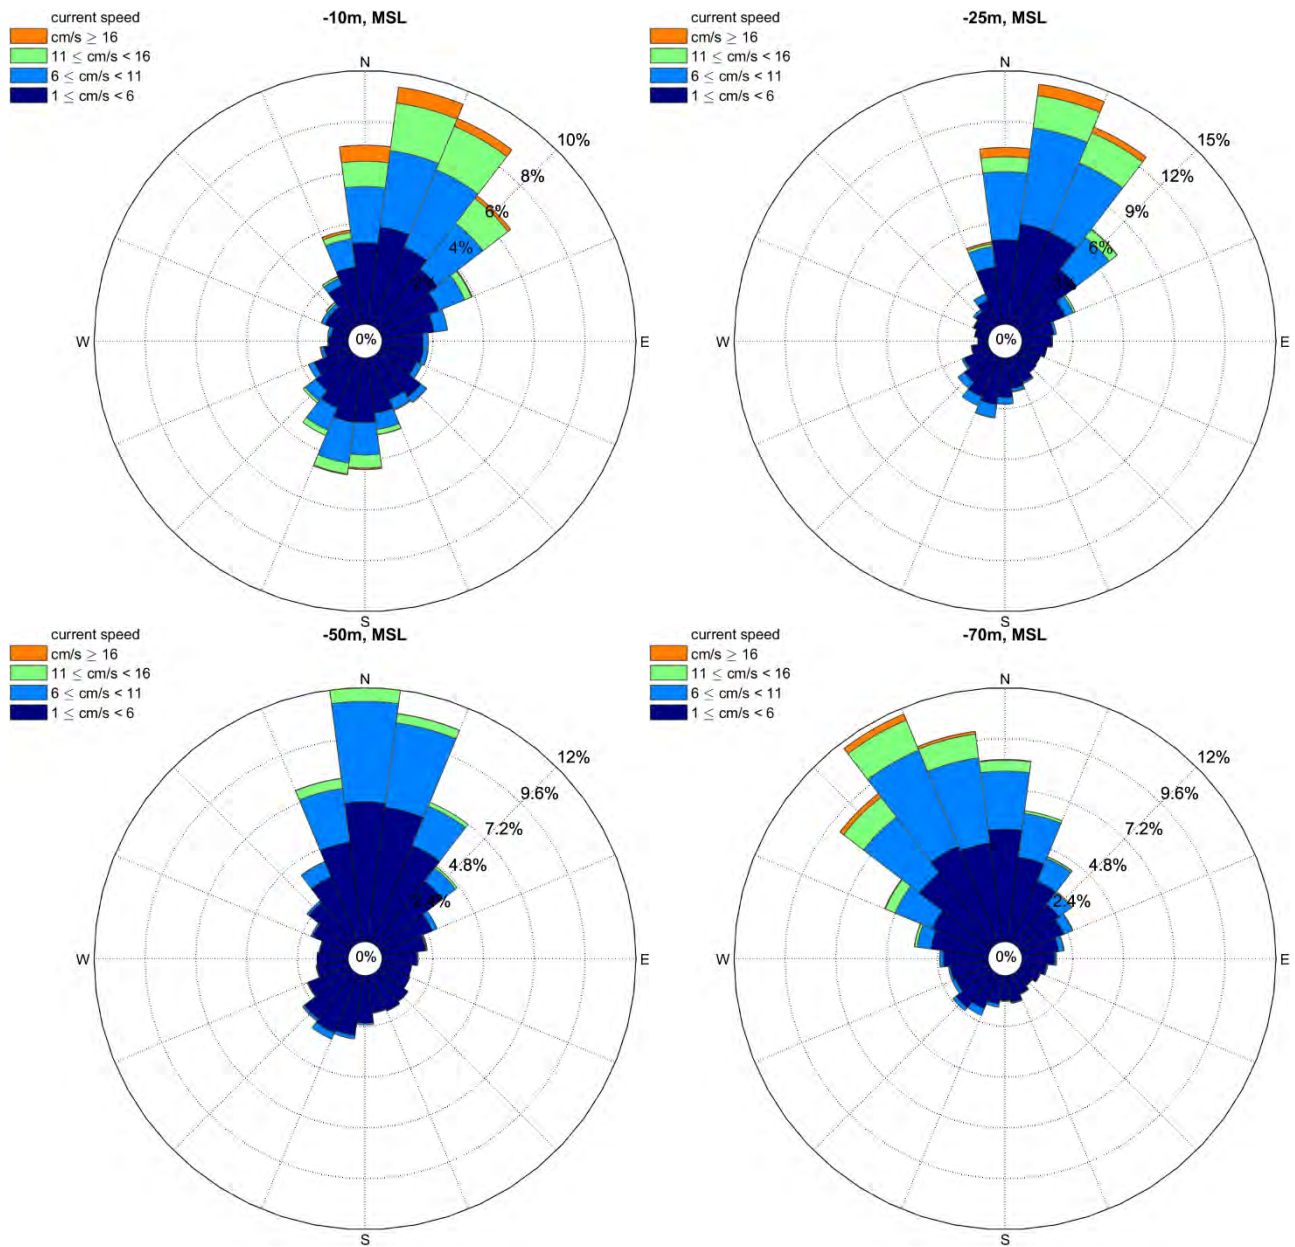 current speed
cm/s ≥ 16
11 ≤ cm/s < 16
6 ≤ cm/s < 11
1 ≤ cm/s < 6
-10m, MSL
N
10%
8%
6%
4%
2%
0%
W
E
S
current speed
cm/s ≥ 16
11 ≤ cm/s < 16
6 ≤ cm/s < 11
1 ≤ cm/s < 6
-25m, MSL
N
15%
12%
9%
6%
3%
0%
W
E
S
current speed
cm/s ≥ 16
11 ≤ cm/s < 16
6 ≤ cm/s < 11
1 ≤ cm/s < 6
-50m, MSL
N
12%
9.6%
7.2%
4.8%
2.4%
0%
W
E
S
current speed
cm/s ≥ 16
11 ≤ cm/s < 16
6 ≤ cm/s < 11
1 ≤ cm/s < 6
-70m, MSL
N
12%
9.6%
7.2%
4.8%
2.4%
0%
W
E
S